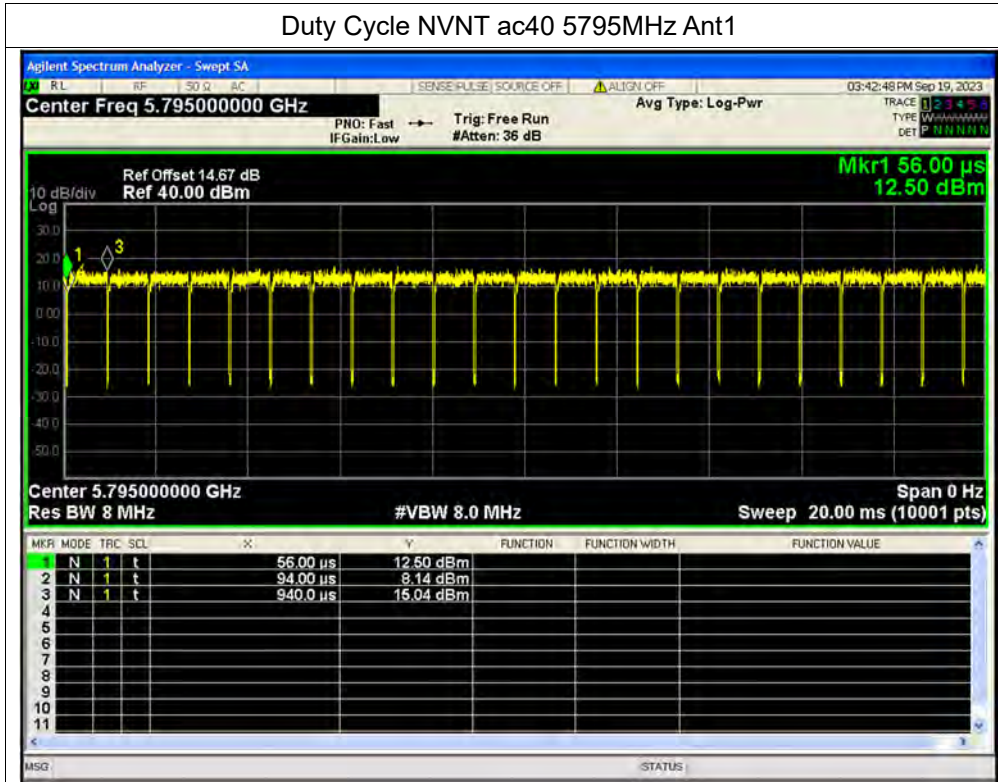 Duty Cycle NVNT ac40 5795MHz Ant1
Agilent Spectrum Analyzer - Swept SA
LXI RL RF 50 Ω AC SENSE:PULSE SOURCE OFF ALIGN OFF 03:42:48 PM Sep 19, 2023
Center Freq 5.795000000 GHz Avg Type: Log-Pwr TRACE 1 2 3 4 5 6
PNO: Fast Trig: Free Run TYPE W
IFGain:Low #Atten: 36 dB DET P N N N N N
Mkr1 56.00 µs
Ref Offset 14.67 dB
10 dB/div Ref 40.00 dBm 12.50 dBm
Log
30.0
20.0
10.0
0.00
-10.0
-20.0
-30.0
-40.0
-50.0
1
3
Center 5.795000000 GHz Span 0 Hz
Res BW 8 MHz #VBW 8.0 MHz Sweep 20.00 ms (10001 pts)
MKR MODE TRC SCL X Y FUNCTION FUNCTION WIDTH FUNCTION VALUE
1 N 1 t 56.00 µs 12.50 dBm
2 N 1 t 94.00 µs 8.14 dBm
3 N 1 t 940.0 µs 15.04 dBm
4
5
6
7
8
9
10
11
MSG STATUS